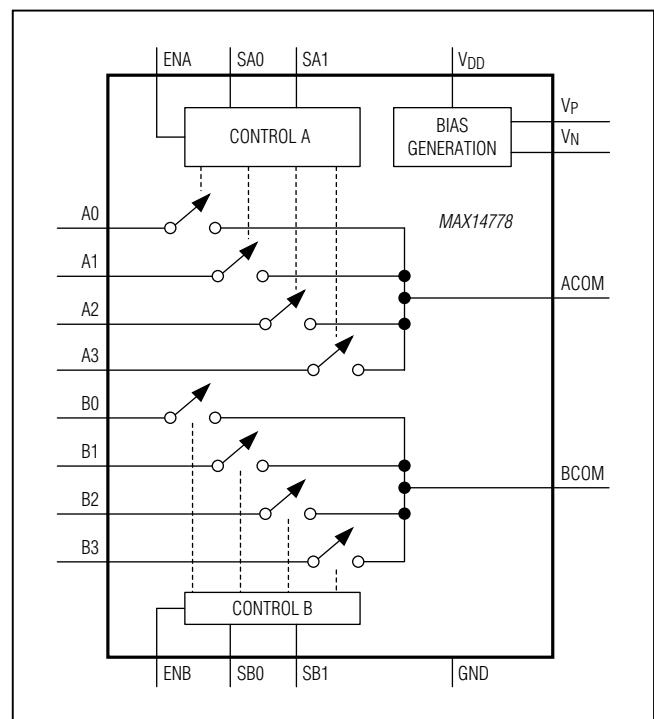 ENA SA0 SA1 VDD
CONTROL A
BIAS
GENERATION
VP
VN
MAX14778
A0
A1
A2
A3
ACOM
B0
B1
B2
B3
BCOM
CONTROL B
ENB SB0 SB1 GND